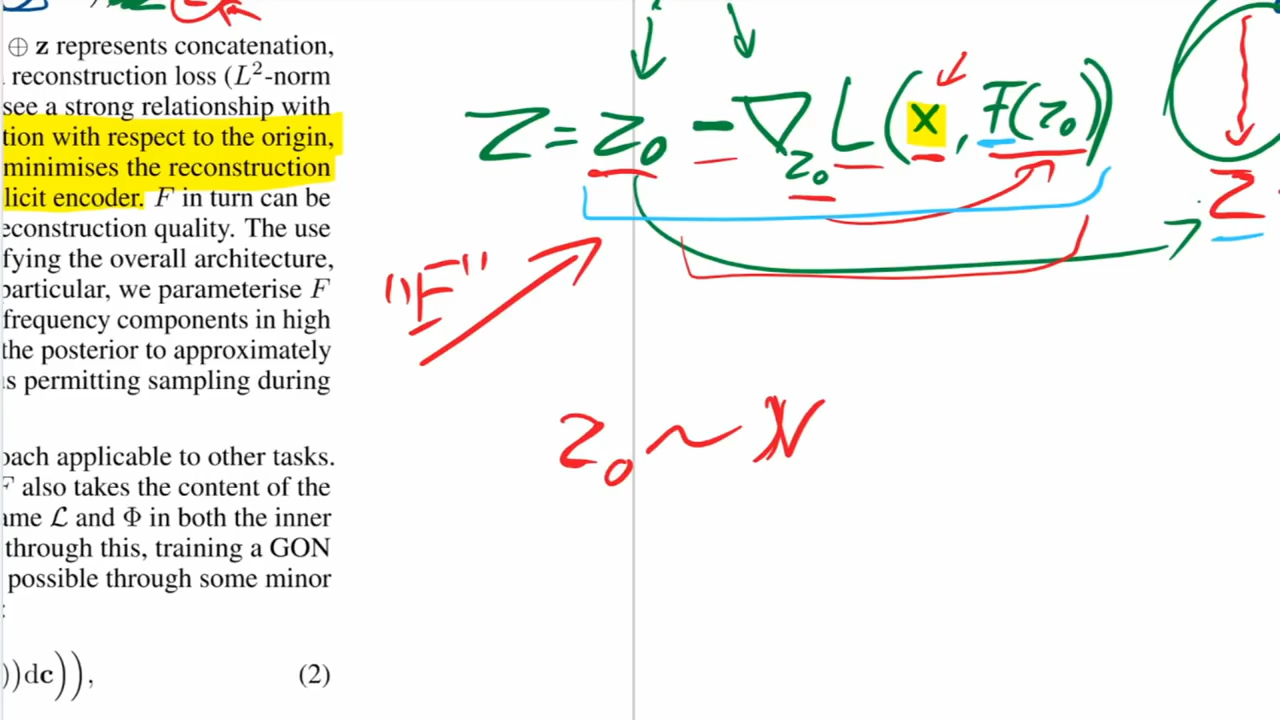 ⊕ z represents concatenation,
reconstruction loss (L²-norm
see a strong relationship with
tion with respect to the origin,
minimises the reconstruction
licit encoder. F in turn can be
econstruction quality. The use
fying the overall architecture,
particular, we parameterise F
frequency components in high
the posterior to approximately
s permitting sampling during
oach applicable to other tasks.
F also takes the content of the
ame ℒ and Φ in both the inner
through this, training a GON
possible through some minor
:
))dc)), (2)
Z = z₀ - ∇z₀ L(x, F(z₀))
Z
"F"
z₀ ~ N